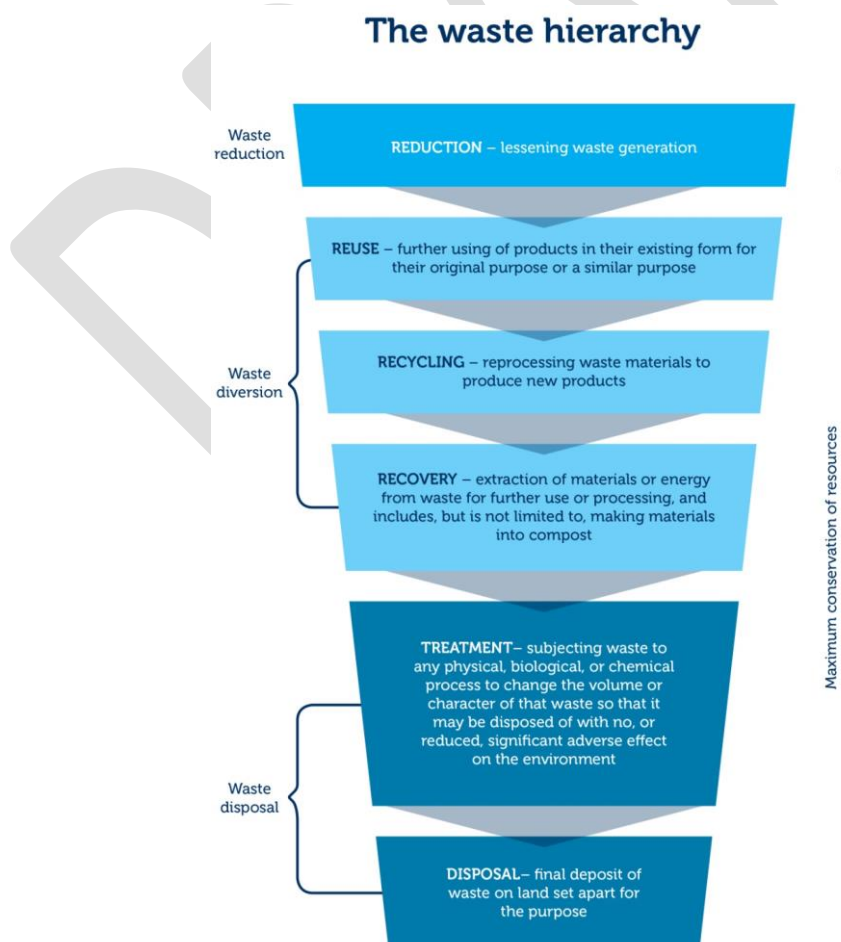 The waste hierarchy
Waste
reduction
REDUCTION – lessening waste generation
REUSE – further using of products in their existing form for
their original purpose or a similar purpose
Waste
diversion
RECYCLING – reprocessing waste materials to
produce new products
RECOVERY – extraction of materials or energy
from waste for further use or processing, and
includes, but is not limited to, making materials
into compost
Maximum conservation of resources
TREATMENT– subjecting waste to
any physical, biological, or chemical
process to change the volume or
character of that waste so that it
may be disposed of with no, or
reduced, significant adverse effect
on the environment
Waste
disposal
DISPOSAL– final deposit of
waste on land set apart for
the purpose